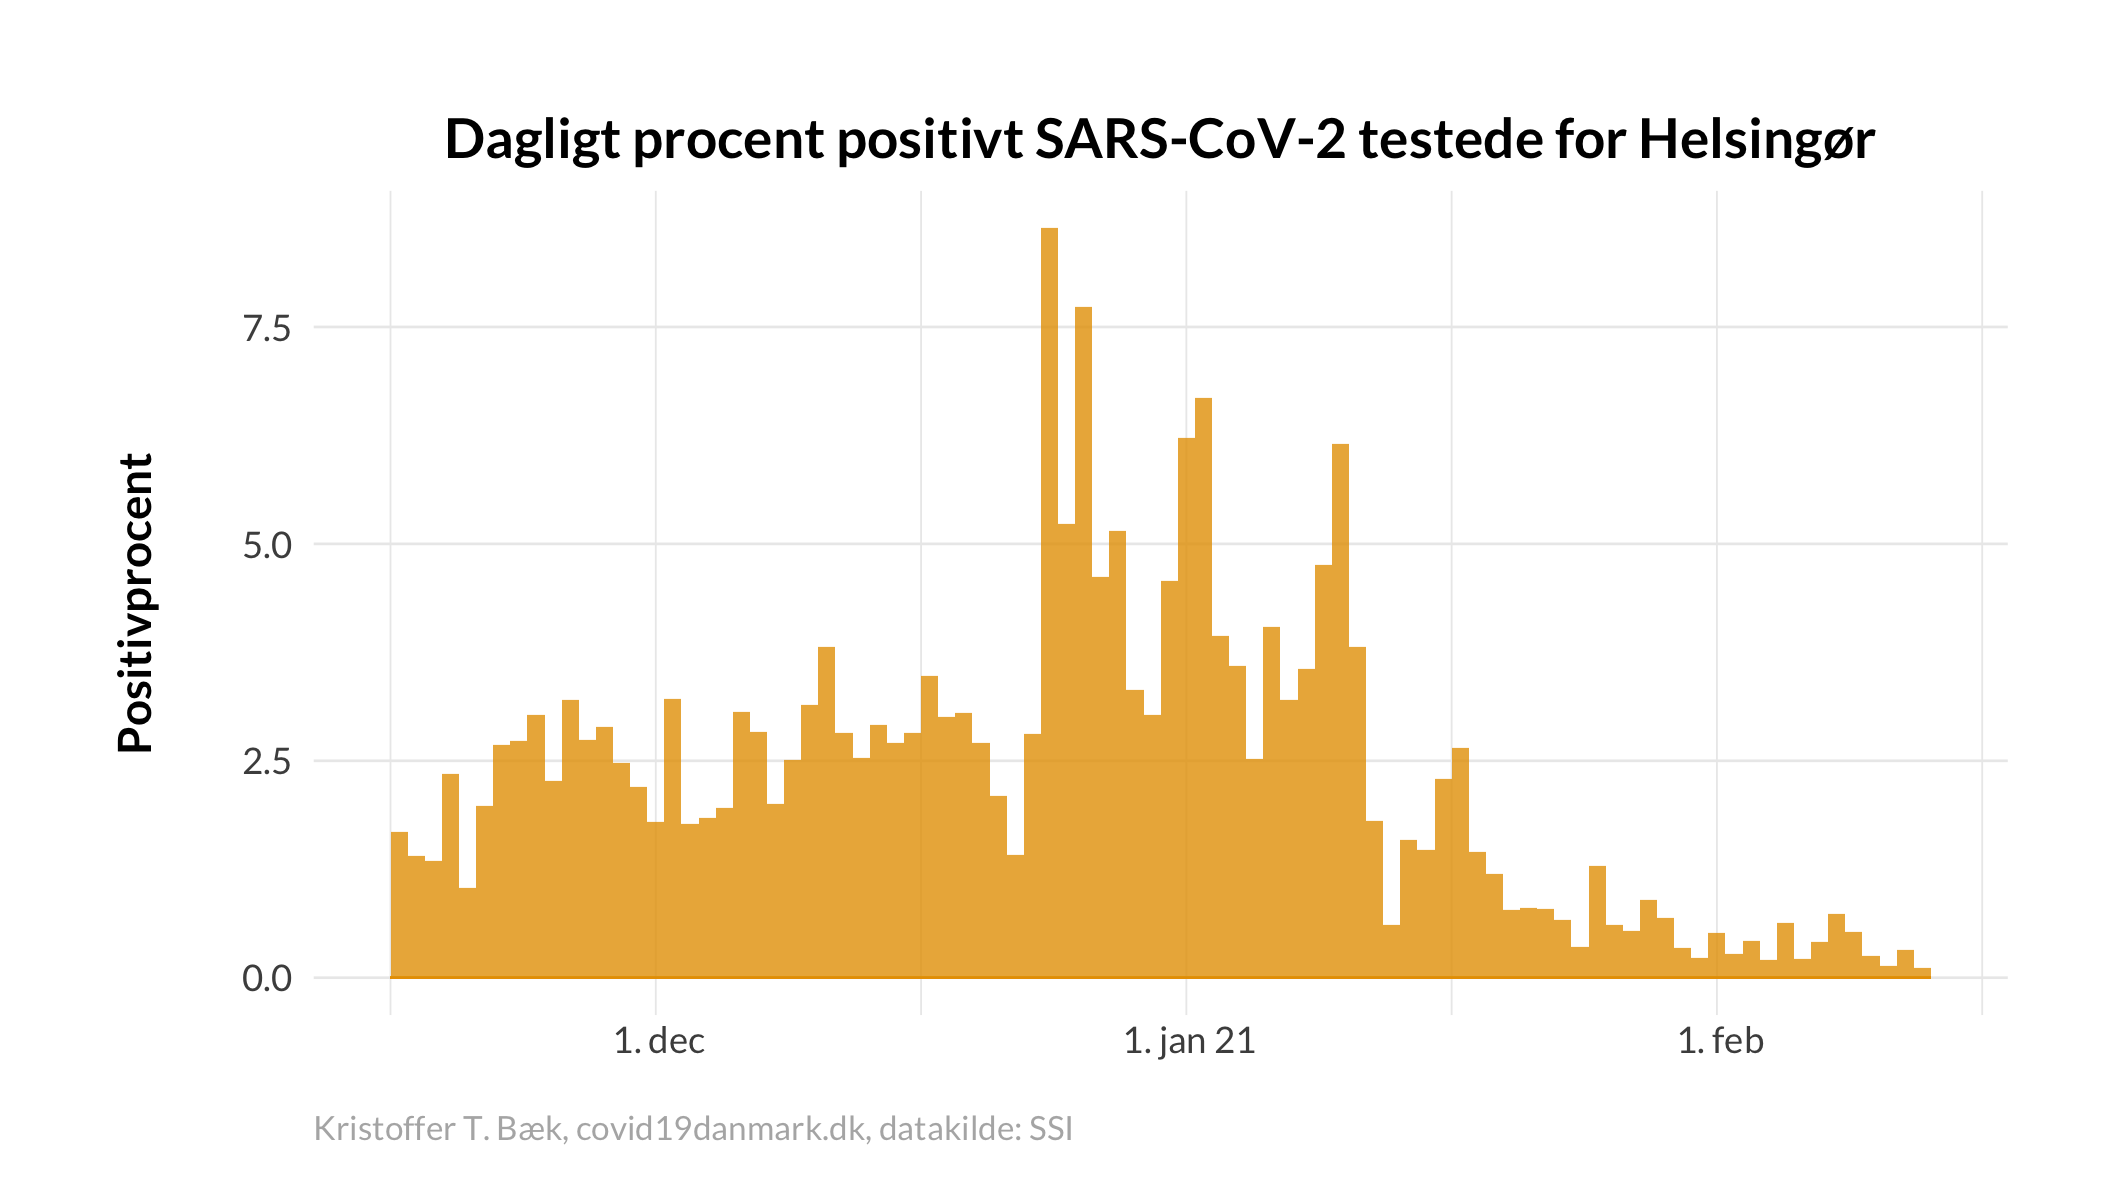 Dagligt procent positivt SARS-CoV-2 testede for Helsingør
Positivprocent
7.5
5.0
2.5
0.0
1. dec
1. jan 21
1. feb
Kristoffer T. Bæk, covid19danmark.dk, datakilde: SSI